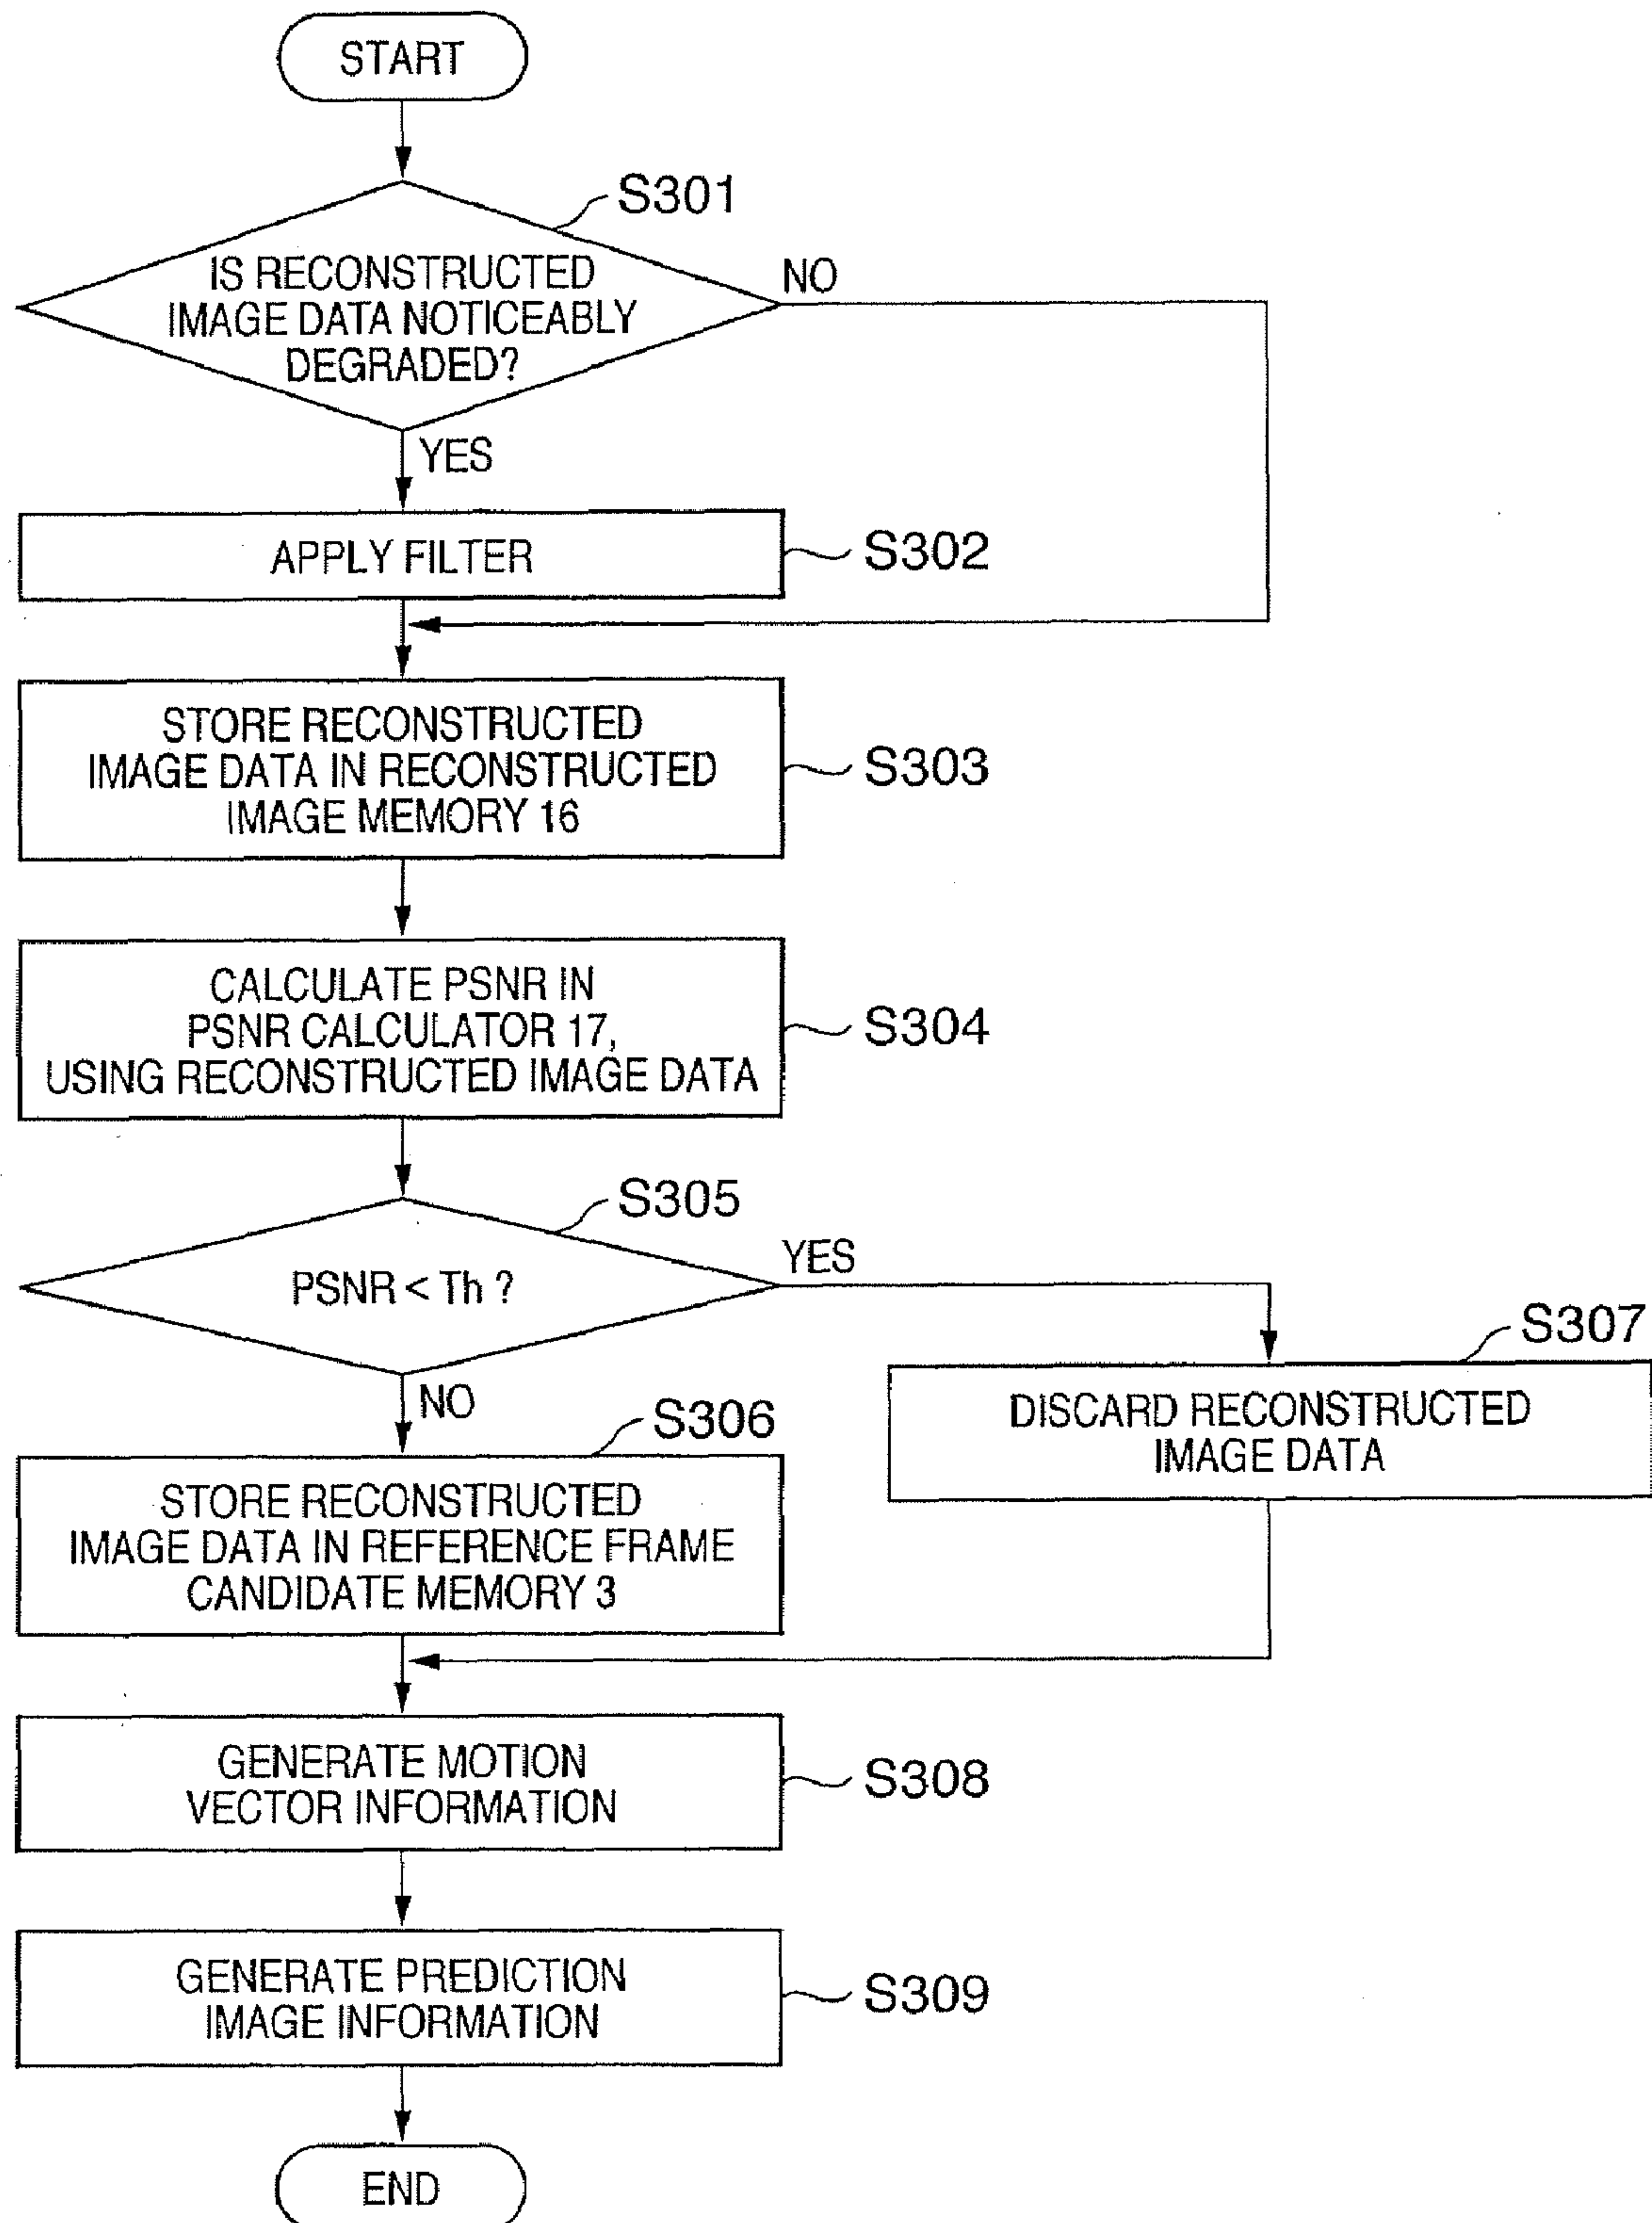 START
S301
IS RECONSTRUCTED
IMAGE DATA NOTICEABLY
DEGRADED?
NO
YES
APPLY FILTER
S302
STORE RECONSTRUCTED
IMAGE DATA IN RECONSTRUCTED
IMAGE MEMORY 16
S303
CALCULATE PSNR IN
PSNR CALCULATOR 17,
USING RECONSTRUCTED IMAGE DATA
S304
S305
PSNR < Th ?
YES
NO
S307
DISCARD RECONSTRUCTED
IMAGE DATA
S306
STORE RECONSTRUCTED
IMAGE DATA IN REFERENCE FRAME
CANDIDATE MEMORY 3
GENERATE MOTION
VECTOR INFORMATION
S308
GENERATE PREDICTION
IMAGE INFORMATION
S309
END